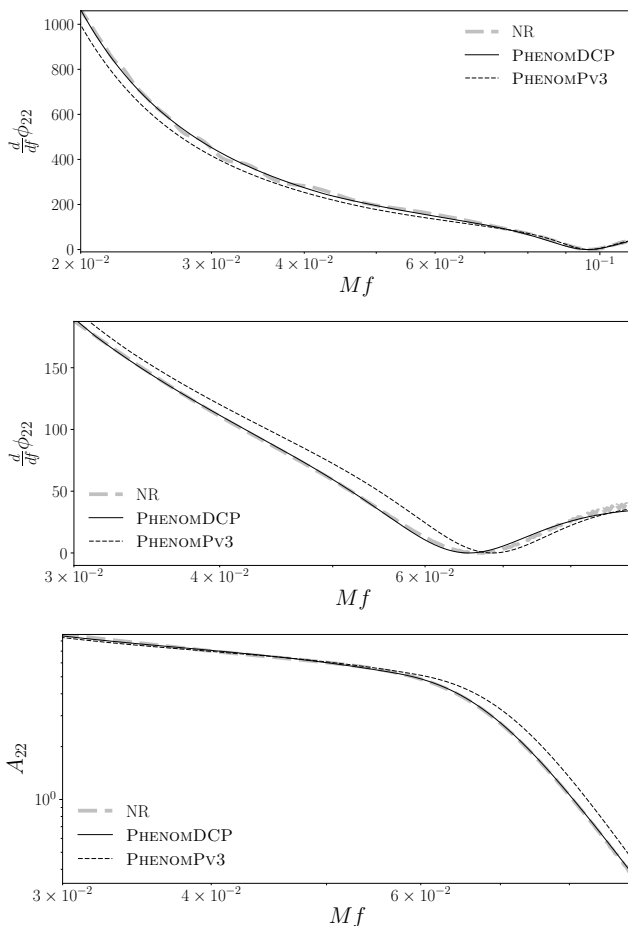 1000
800
600
400
200
0
d/df ϕ22
NR
PHENOMDCP
PHENOMPV3
2 × 10⁻²
3 × 10⁻²
4 × 10⁻²
6 × 10⁻²
10⁻¹
Mf
150
100
50
0
d/df ϕ22
NR
PHENOMDCP
PHENOMPV3
3 × 10⁻²
4 × 10⁻²
6 × 10⁻²
Mf
10⁰
A22
NR
PHENOMDCP
PHENOMPV3
3 × 10⁻²
4 × 10⁻²
6 × 10⁻²
Mf